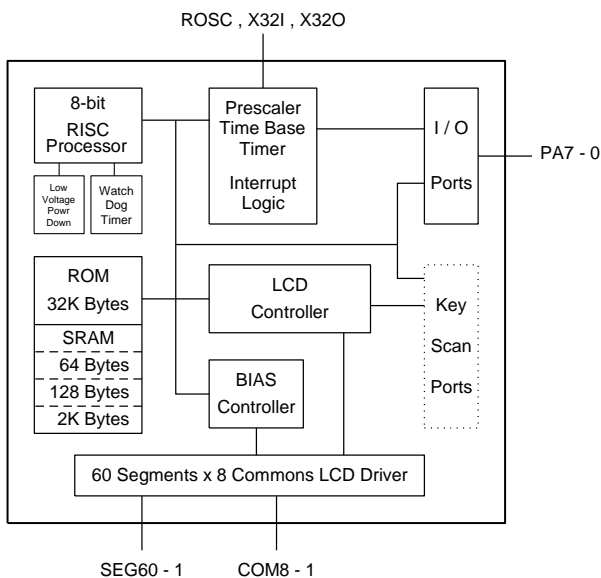 ROSC , X32I , X32O
8-bit
RISC
Processor
Low
Voltage
Powr
Down
Watch
Dog
Timer
Prescaler
Time Base
Timer
Interrupt
Logic
I / O
Ports
PA7 - 0
ROM
32K Bytes
SRAM
64 Bytes
128 Bytes
2K Bytes
LCD
Controller
BIAS
Controller
Key
Scan
Ports
60 Segments x 8 Commons LCD Driver
SEG60 - 1
COM8 - 1